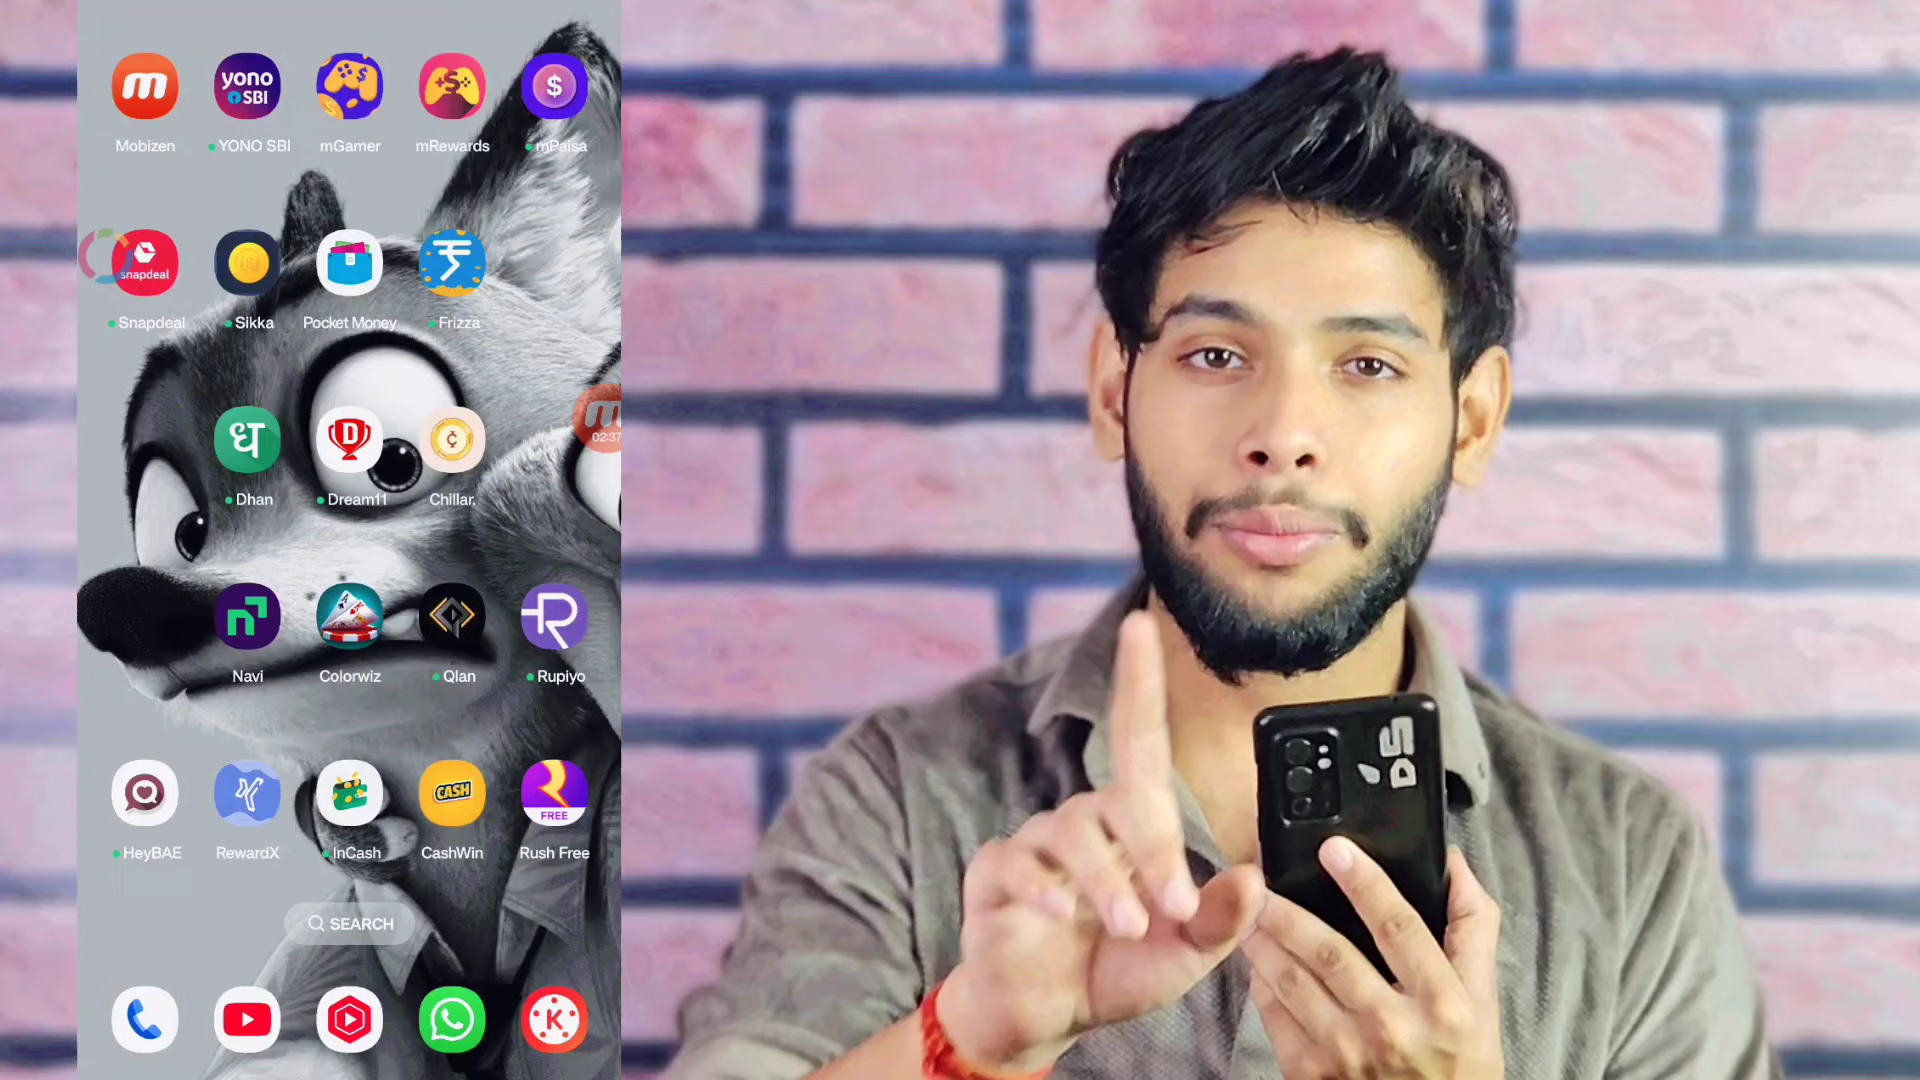 m
yono
SBI
$
$
$
Mobizen
YONO SBI
mGamer
mRewards
mPaisa
snapdeal
Snapdeal
Sikka
Pocket Money
Frizza
m
02:37
ध
D
¢
Dhan
Dream11
Chillar.
n
A
K
R
Navi
Colorwiz
Qlan
Rupiyo
DS
CASH
FREE
HeyBAE
RewardX
InCash
CashWin
Rush Free
SEARCH
K